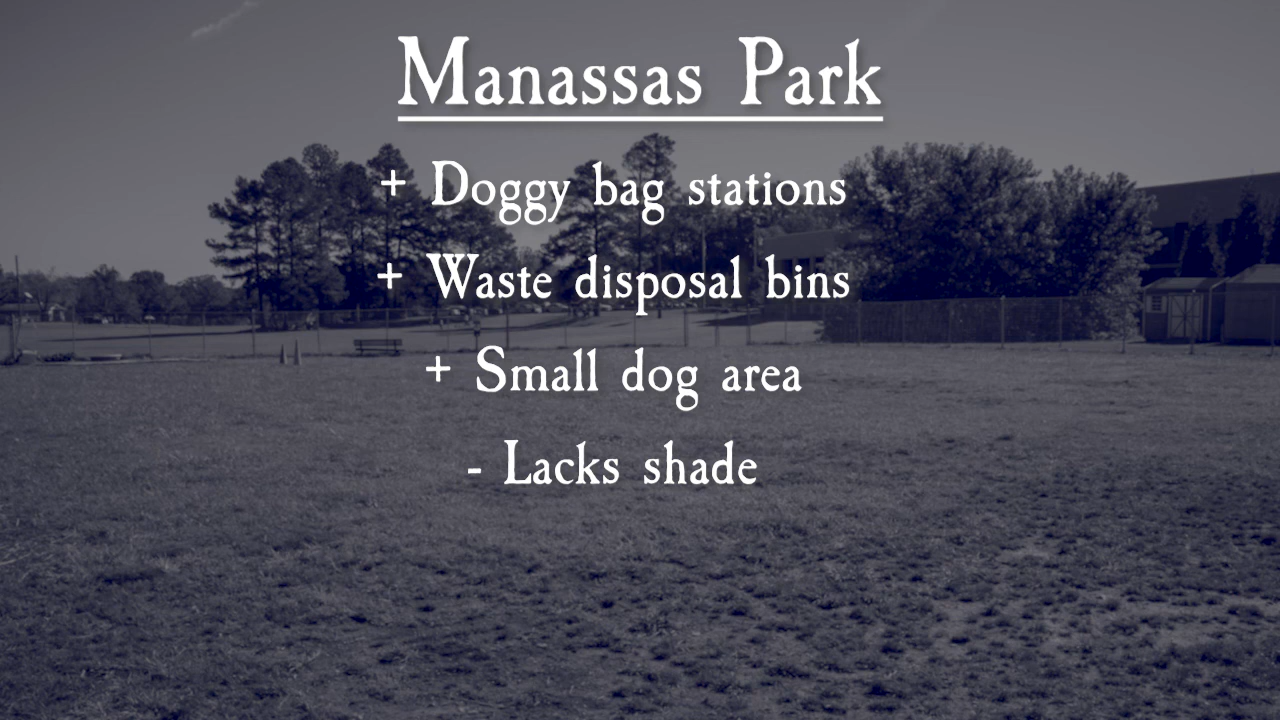 Manassas Park
+ Doggy bag stations
+ Waste disposal bins
+ Small dog area
- Lacks shade